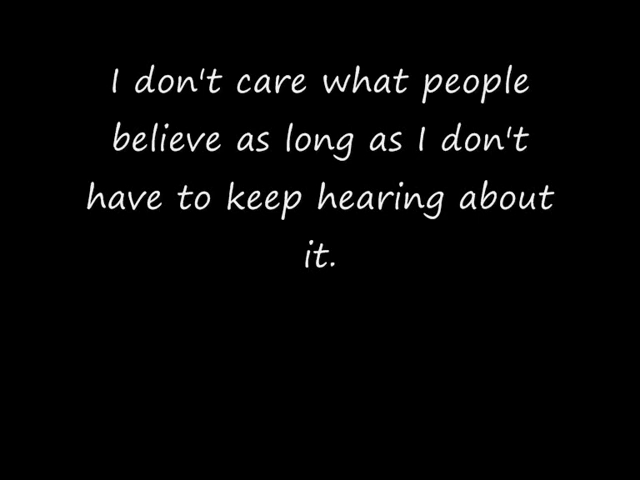 I don't care what people
believe as long as I don't
have to keep hearing about
it.